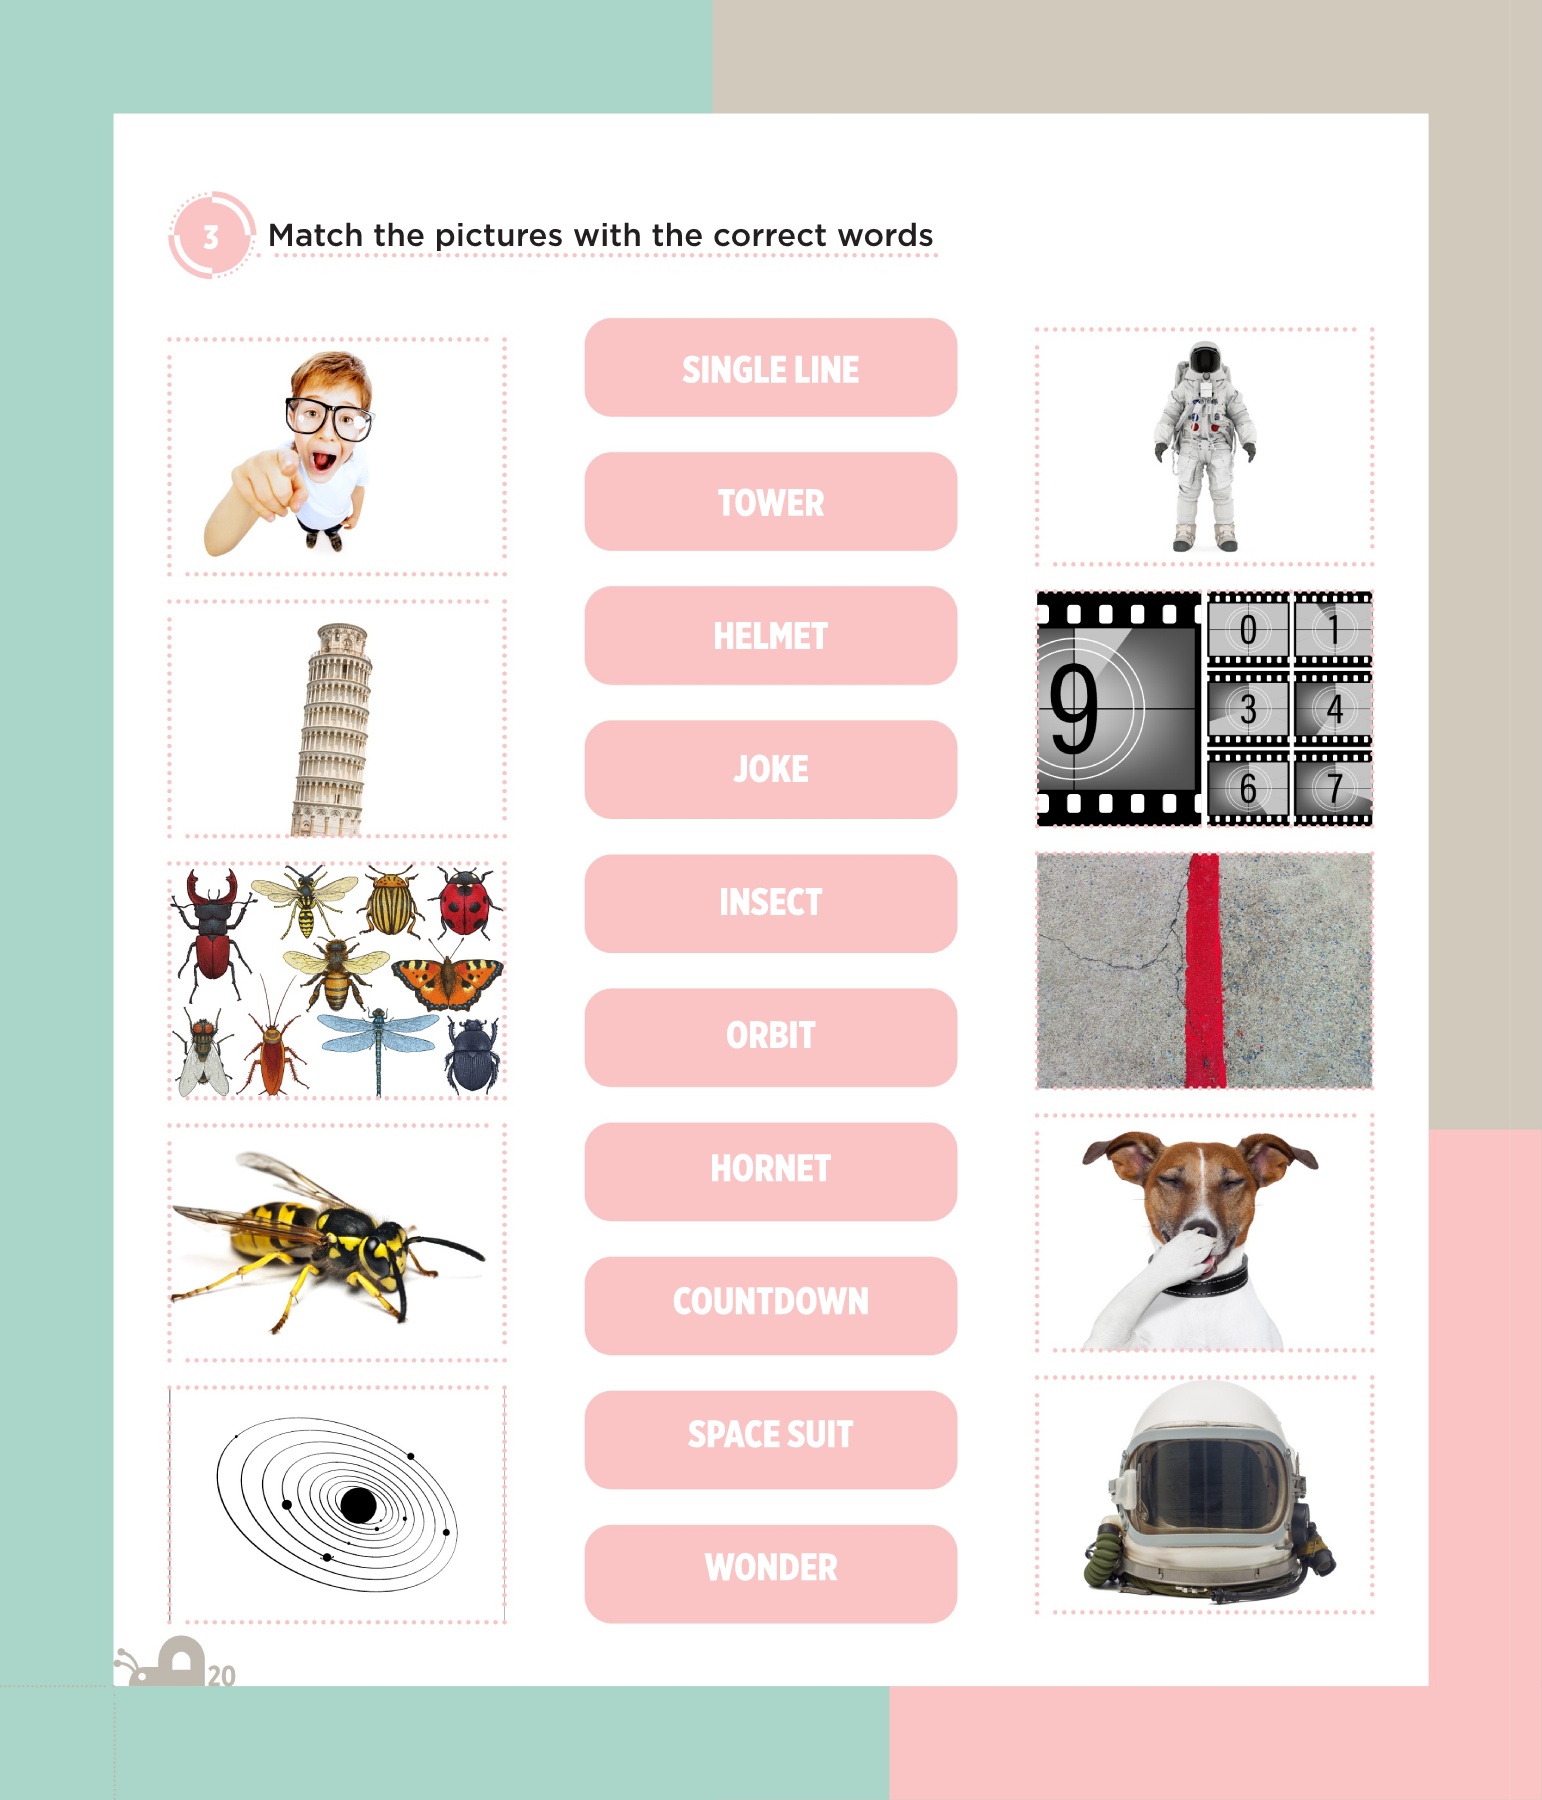 3 Match the pictures with the correct words
SINGLE LINE
TOWER
HELMET
JOKE
INSECT
ORBIT
HORNET
COUNTDOWN
SPACE SUIT
WONDER
9
0 1
3 4
6 7
20